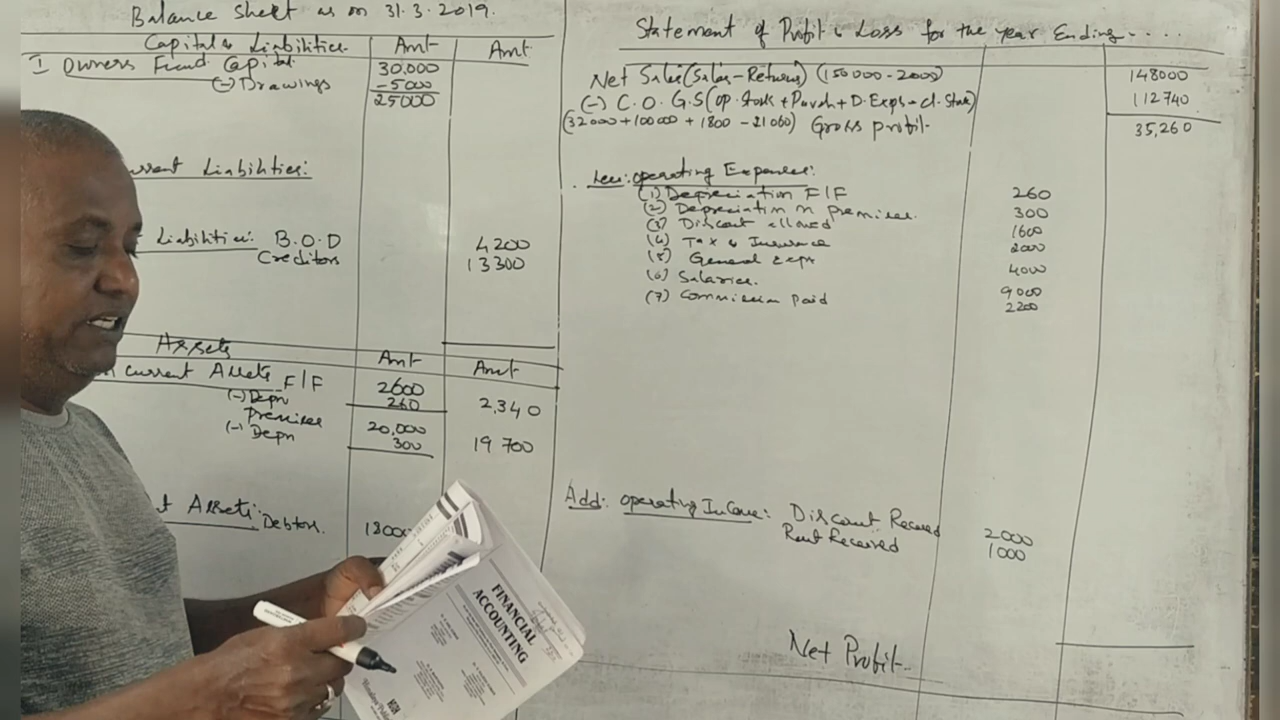 Balance Sheet as on 31.3.2019.
Capital & Liabilities. Amt Amt
I Owners Fund Capital 30,000
(-) Drawings -5000
25000
urrent Liabilities:
Liabilities: B.O.D 4200
Creditors 13300
Assets Amt Amt
n current Assets F/F 2600
(-) Depn 260 2,340
Premises 20,000
(-) Depn 300 19700
t Assets: Debtors. 1800
Statement of Profit & Loss for the year Ending.....
Net Sales (Sales-Returns) (150000-2000) 148000
(-) C.O.G.S (op. Stock + Purch + D. Exps - cl. Stock) 112740
(32000+100000+1800-21060) Gross profit. 35,260
Less: operating Expenses:
(1) Depreciation F/F 260
(2) Depreciation on premises. 300
(3) Discount allowed 1600
(4) Tax & Insurance 2000
(5) General Exps 4000
(6) Salaries. 9000
(7) Commission Paid 2200
Add: operating Income: Discount Received 2000
Rent Received 1000
Net Profit.
FINANCIAL
ACCOUNTING